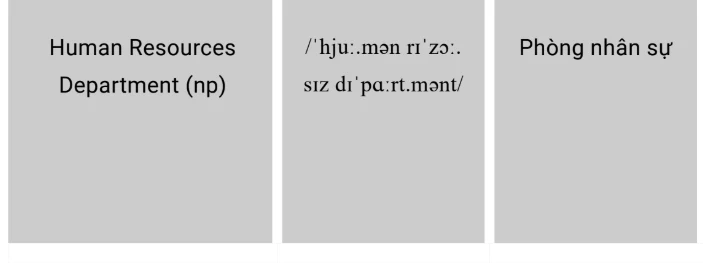 Human Resources
Department (np)
/ˈhjuː.mən rɪˈzɔː.
sɪz dɪˈpɑːrt.mənt/
Phòng nhân sự